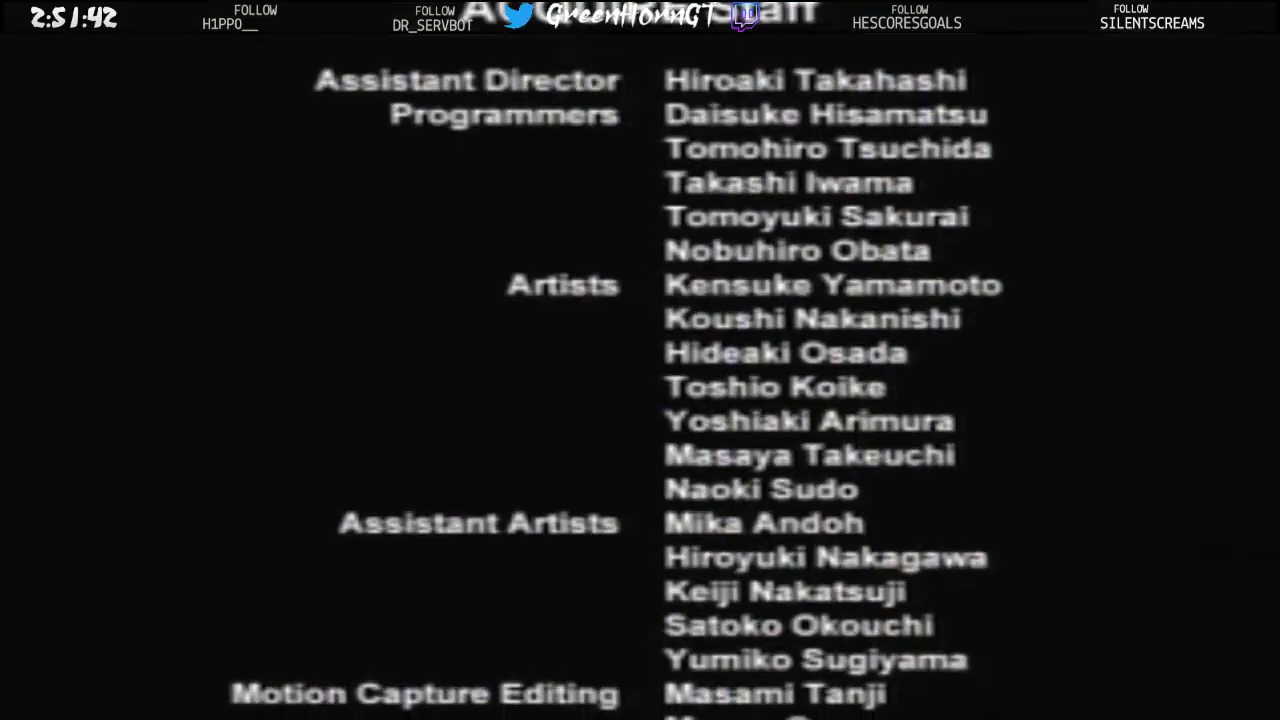 2:51:42
FOLLOW
H1PP0__
FOLLOW
DR_SERVBOT
GreenH0rnGT
FOLLOW
HESCORESGOALS
FOLLOW
SILENTSCREAMS
Staff
Assistant Director Hiroaki Takahashi
Programmers Daisuke Hisamatsu
Tomohiro Tsuchida
Takashi Iwama
Tomoyuki Sakurai
Nobuhiro Obata
Artists Kensuke Yamamoto
Koushi Nakanishi
Hideaki Osada
Toshio Koike
Yoshiaki Arimura
Masaya Takeuchi
Naoki Sudo
Assistant Artists Mika Andoh
Hiroyuki Nakagawa
Keiji Nakatsuji
Satoko Okouchi
Yumiko Sugiyama
Motion Capture Editing Masami Tanji